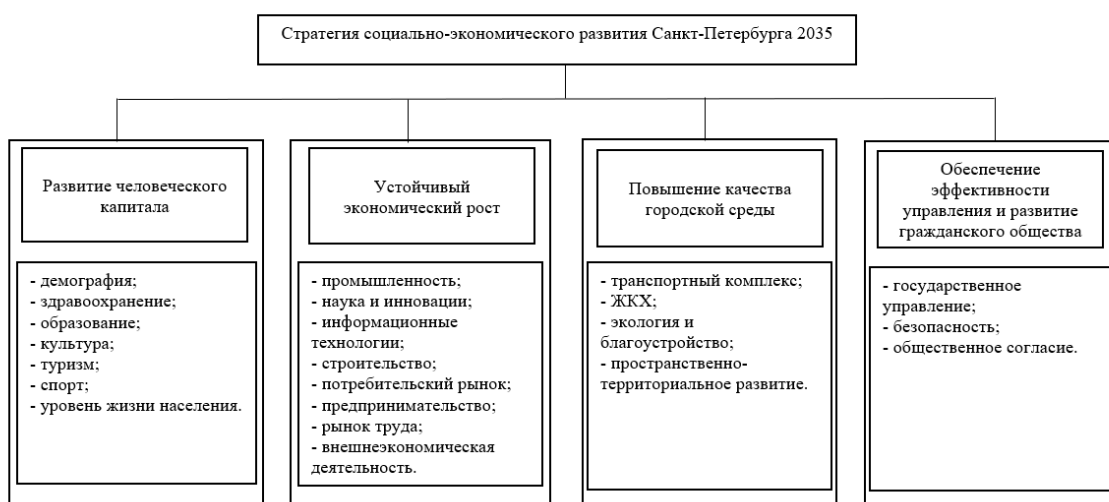 Стратегия социально-экономического развития Санкт-Петербурга 2035
Развитие человеческого
капитала
- демография;
- здравоохранение;
- образование;
- культура;
- туризм;
- спорт;
- уровень жизни населения.
Устойчивый
экономический рост
- промышленность;
- наука и инновации;
- информационные
технологии;
- строительство;
- потребительский рынок;
- предпринимательство;
- рынок труда;
- внешнеэкономическая
деятельность.
Повышение качества
городской среды
- транспортный комплекс;
- ЖКХ;
- экология и
благоустройство;
- пространственно-
территориальное развитие.
Обеспечение
эффективности
управления и развитие
гражданского общества
- государственное
управление;
- безопасность;
- общественное согласие.